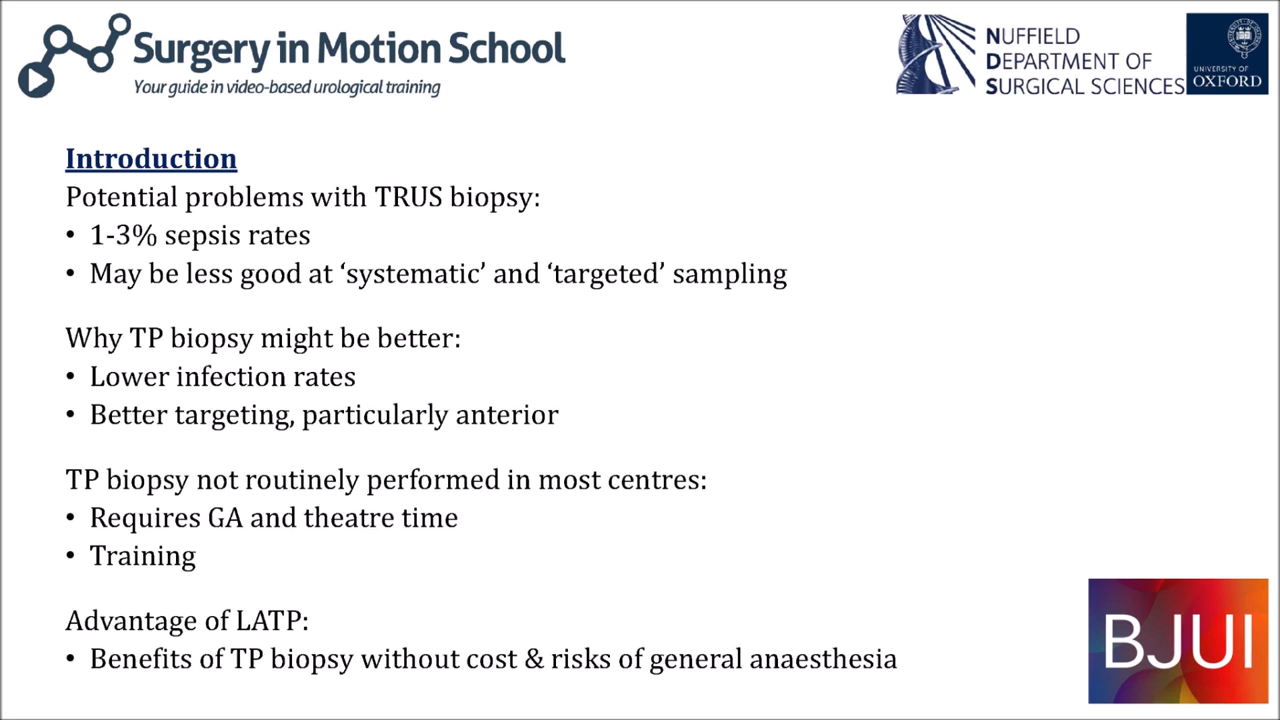 Surgery in Motion School
Your guide in video-based urological training
NUFFIELD
DEPARTMENT OF
SURGICAL SCIENCES
UNIVERSITY OF
OXFORD
Introduction
Potential problems with TRUS biopsy:
• 1-3% sepsis rates
• May be less good at ‘systematic’ and ‘targeted’ sampling
Why TP biopsy might be better:
• Lower infection rates
• Better targeting, particularly anterior
TP biopsy not routinely performed in most centres:
• Requires GA and theatre time
• Training
Advantage of LATP:
• Benefits of TP biopsy without cost & risks of general anaesthesia
BJUI